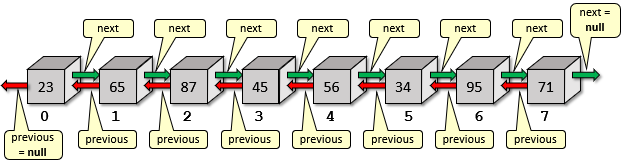 next next next next next next next next =
null
23 65 87 45 56 34 95 71
0 1 2 3 4 5 6 7
previous
= null
previous previous previous previous previous previous previous